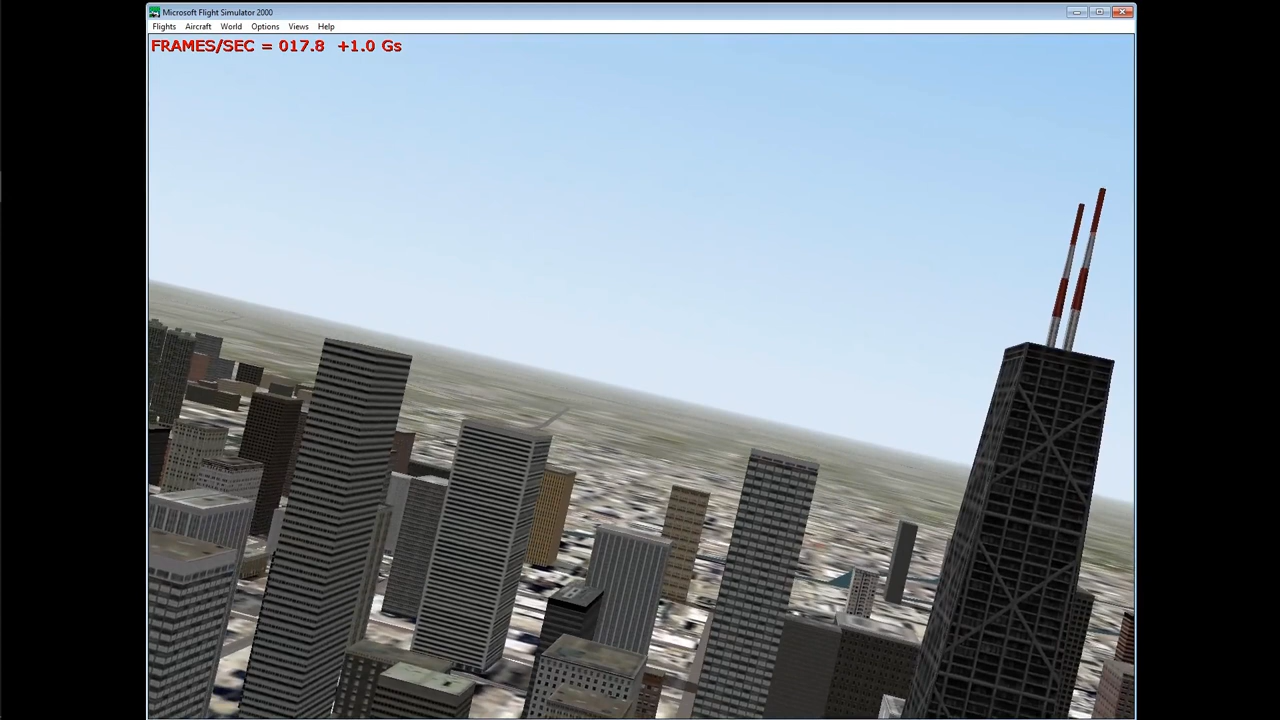 Microsoft Flight Simulator 2000
Flights Aircraft World Options Views Help
FRAMES/SEC = 017.8 +1.0 Gs